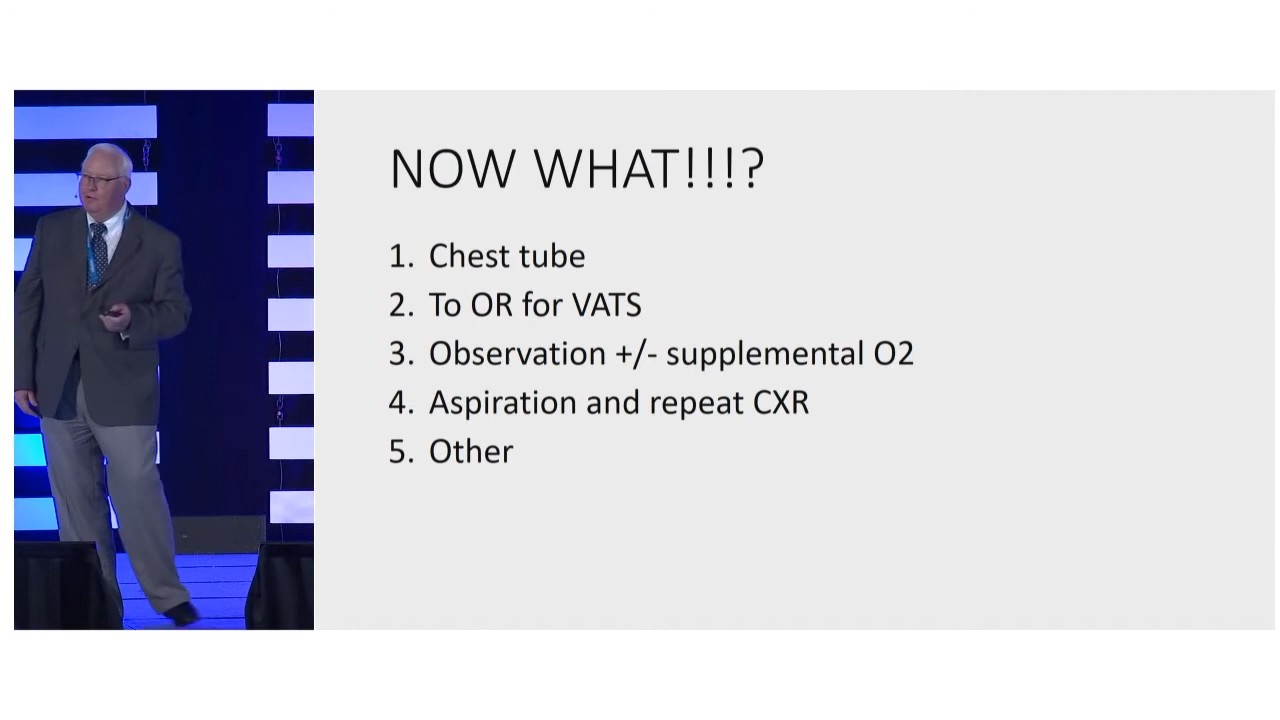 NOW WHAT!!!?
1. Chest tube
2. To OR for VATS
3. Observation +/- supplemental O2
4. Aspiration and repeat CXR
5. Other